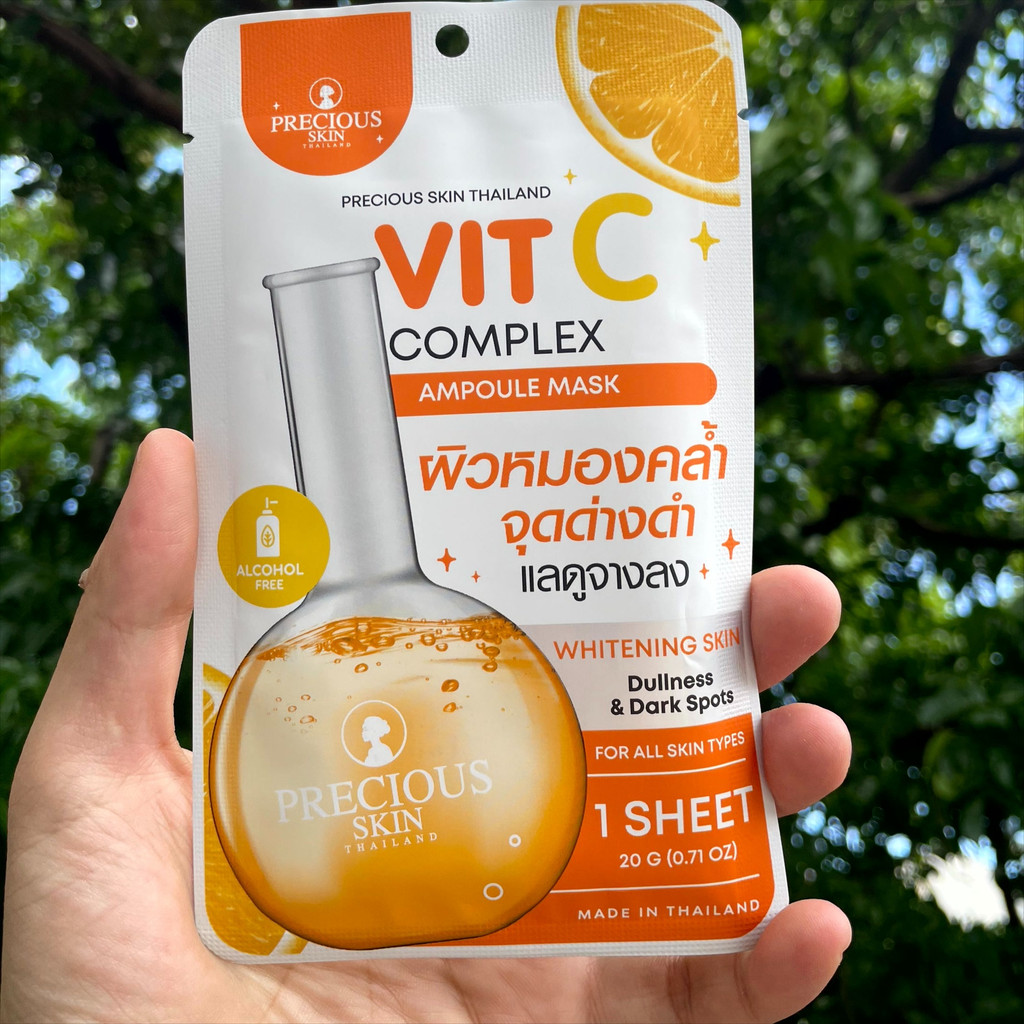 PRECIOUS
SKIN
THAILAND
PRECIOUS SKIN THAILAND
VIT C
COMPLEX
AMPOULE MASK
ผิวหมองคล้ำ
จุดด่างดำ
แลดูจางลง
ALCOHOL
FREE
WHITENING SKIN
Dullness
& Dark Spots
FOR ALL SKIN TYPES
PRECIOUS
SKIN
THAILAND
1 SHEET
20 G (0.71 OZ)
MADE IN THAILAND